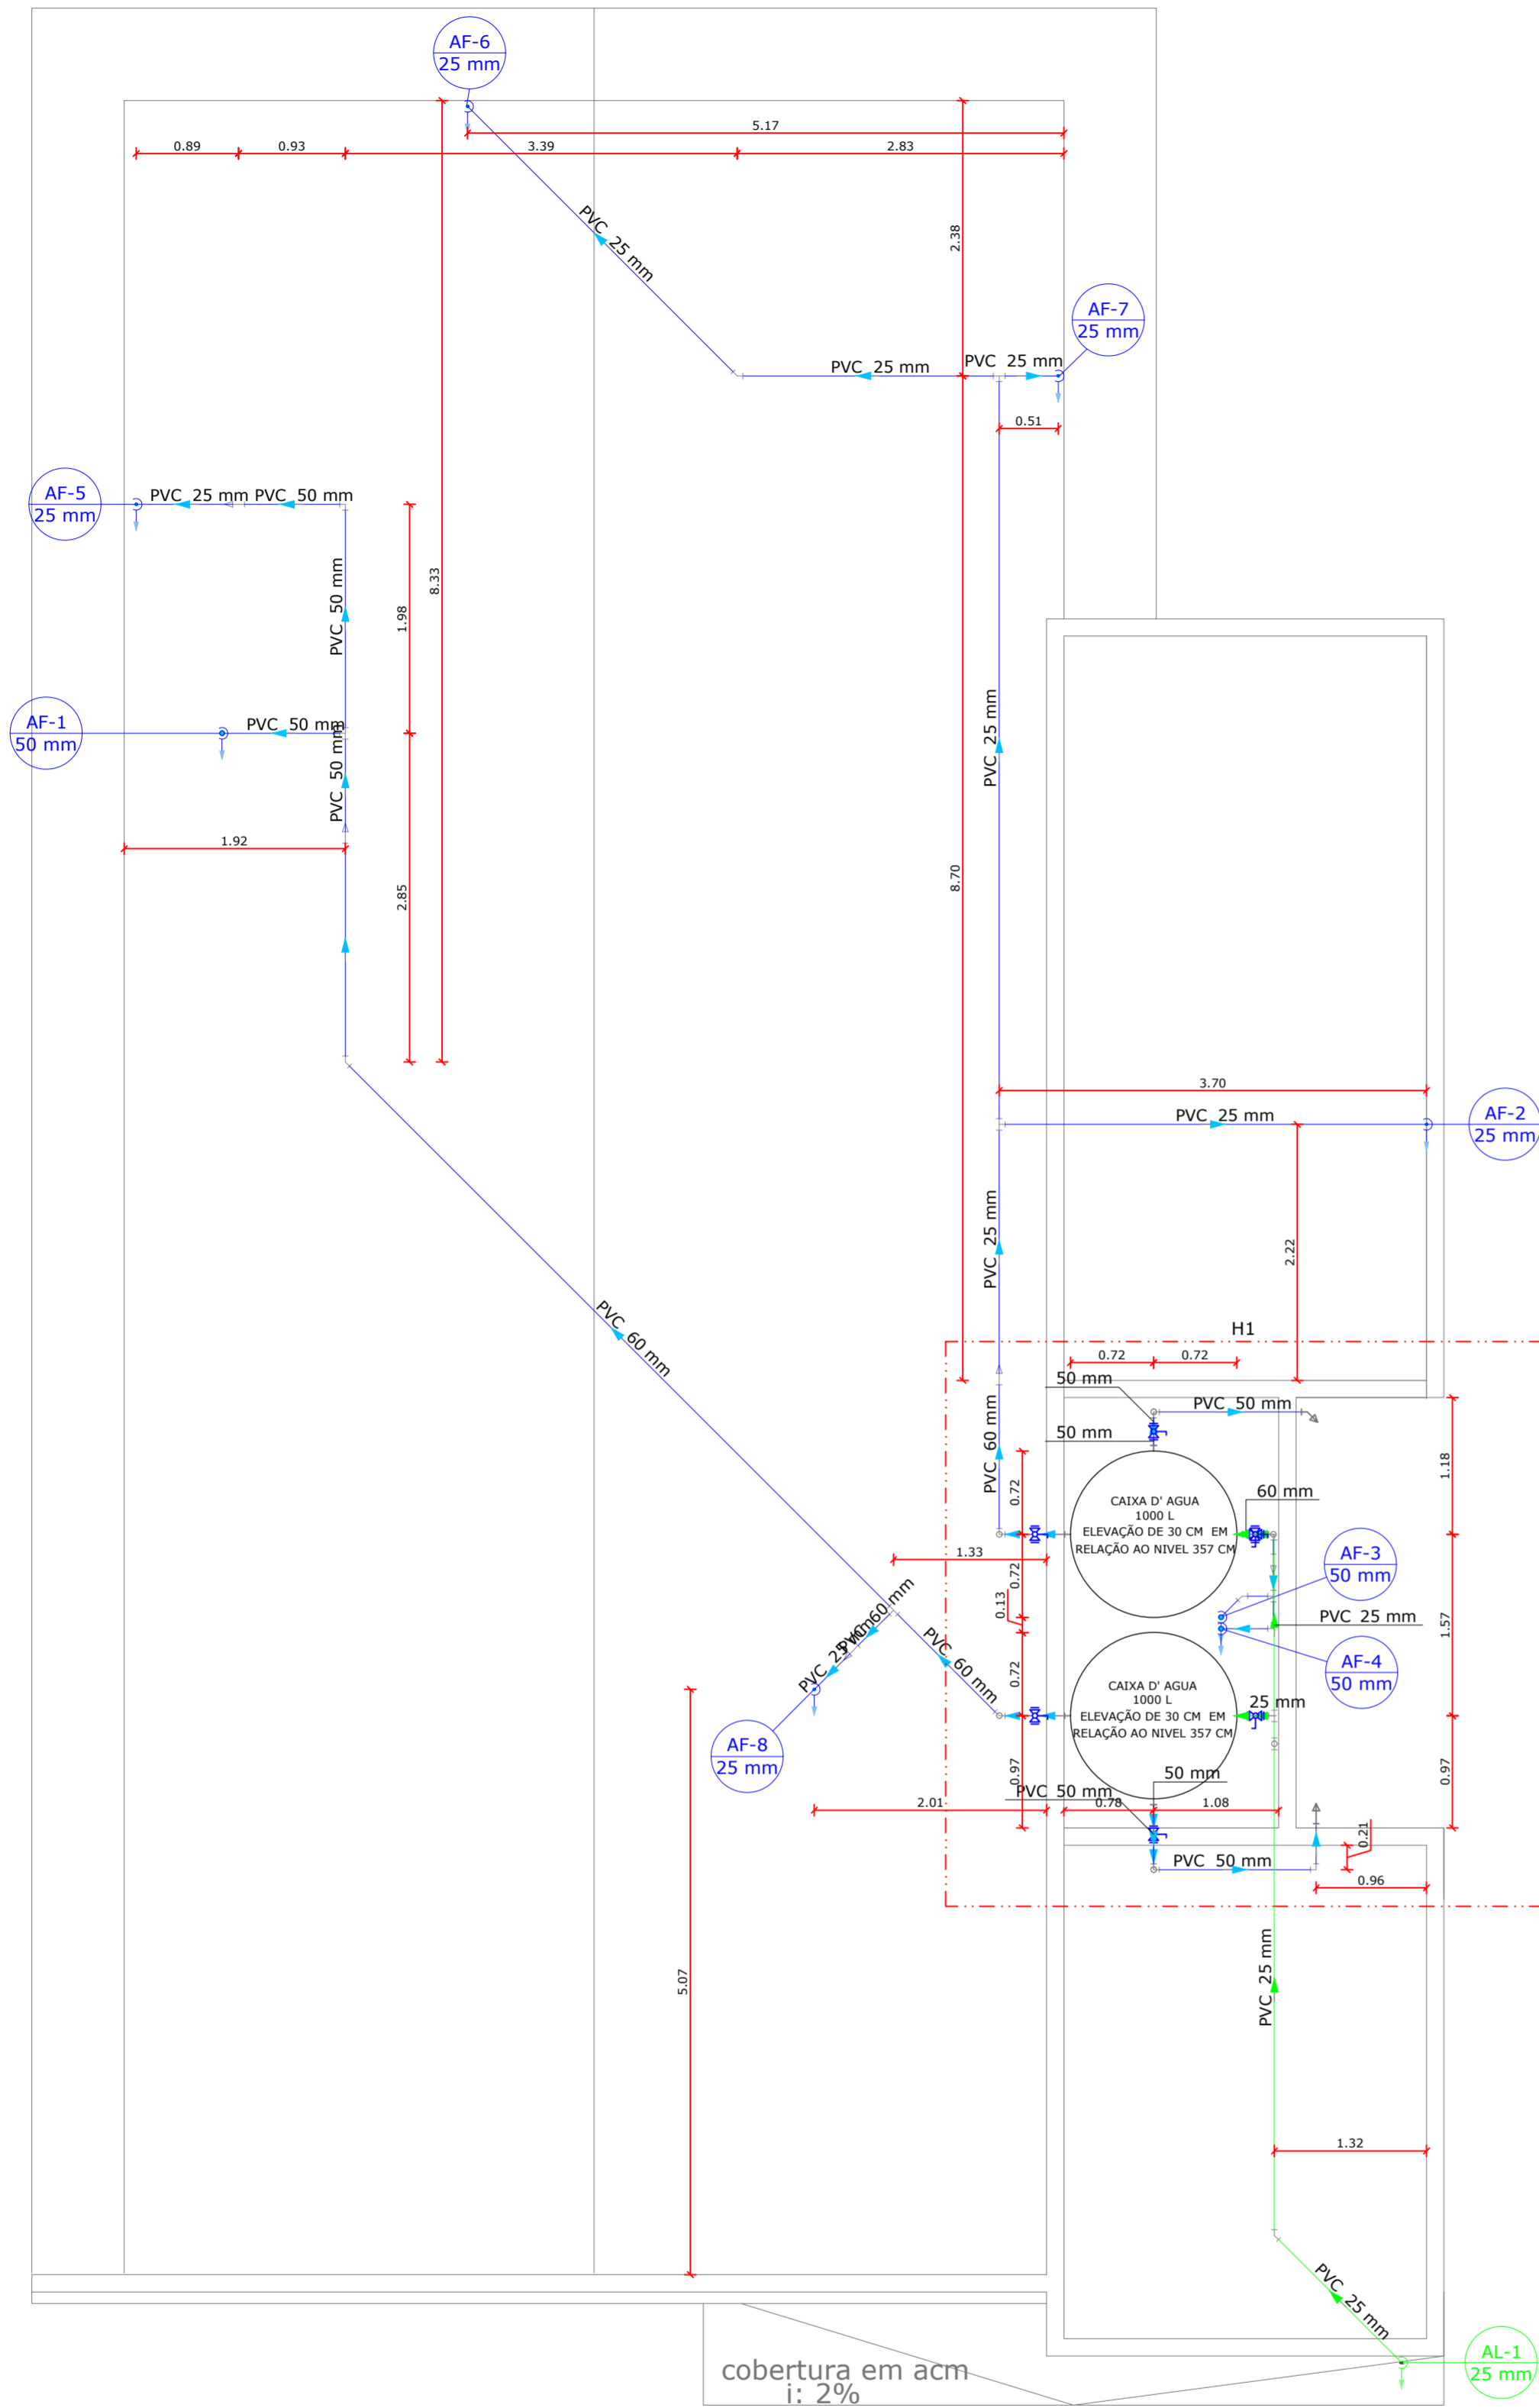 AF-6
25 mm
5.17
0.89
0.93
3.39
2.83
PVC 25 mm
2.38
AF-7
25 mm
PVC 25 mm
PVC 25 mm
0.51
AF-5
25 mm
PVC 25 mm
PVC 50 mm
8.33
1.98
PVC 50 mm
AF-1
50 mm
PVC 50 mm
PVC 50 mm
PVC 25 mm
1.92
2.85
8.70
3.70
AF-2
25 mm
PVC 25 mm
PVC 25 mm
2.22
PVC 60 mm
H1
0.72
0.72
50 mm
PVC 50 mm
50 mm
PVC 60 mm
0.72
1.18
60 mm
CAIXA D' AGUA
1000 L
ELEVAÇÃO DE 30 CM EM
RELAÇÃO AO NIVEL 357 CM
1.33
0.72
AF-3
50 mm
0.13
PVC 60 mm
PVC 25 mm
1.57
PVC 60 mm
PVC 25 mm
AF-4
50 mm
0.72
CAIXA D' AGUA
1000 L
ELEVAÇÃO DE 30 CM EM
RELAÇÃO AO NIVEL 357 CM
25 mm
AF-8
25 mm
0.97
0.97
50 mm
PVC 50 mm
2.01
0.78
1.08
0.21
PVC 50 mm
0.96
PVC 25 mm
5.07
1.32
PVC 25 mm
AL-1
25 mm
cobertura em acm
i: 2%